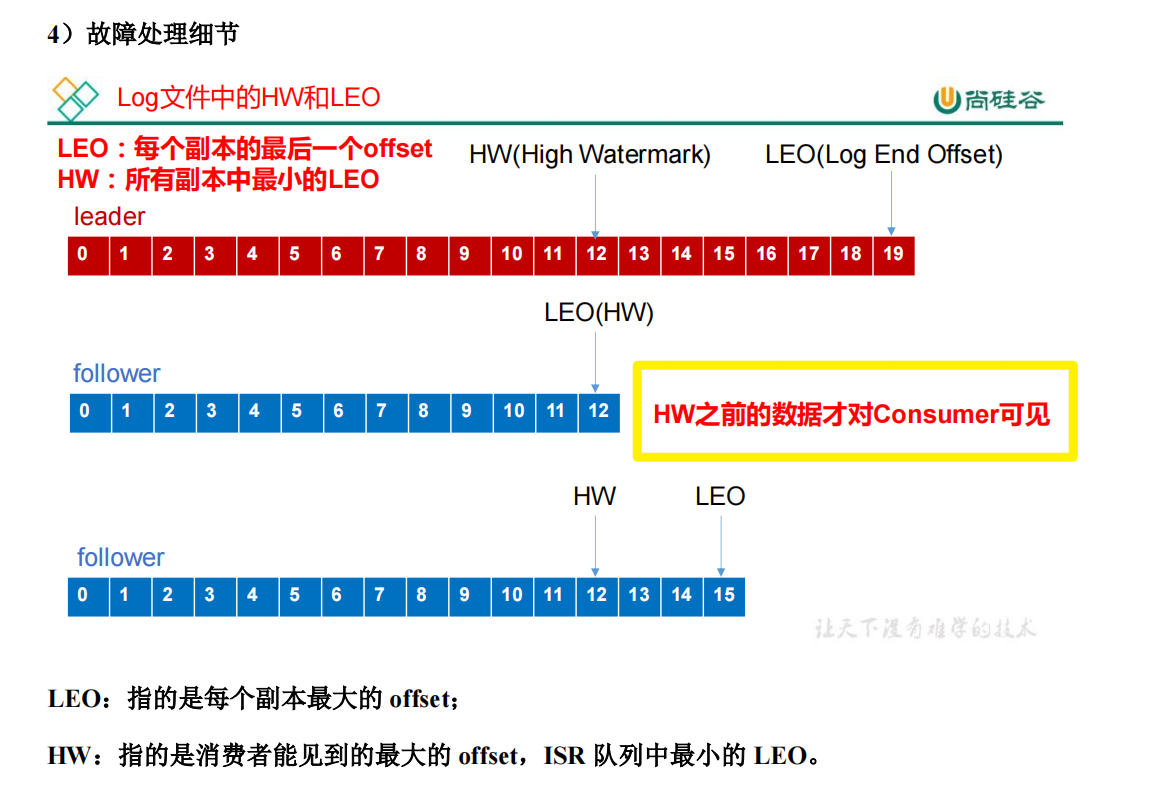 4）故障处理细节
Log文件中的HW和LEO
尚硅谷
LEO：每个副本的最后一个offset
HW：所有副本中最小的LEO
HW(High Watermark)
LEO(Log End Offset)
leader
0 1 2 3 4 5 6 7 8 9 10 11 12 13 14 15 16 17 18 19
LEO(HW)
follower
0 1 2 3 4 5 6 7 8 9 10 11 12
HW之前的数据才对Consumer可见
HW
LEO
follower
0 1 2 3 4 5 6 7 8 9 10 11 12 13 14 15
让天下没有难学的技术
LEO：指的是每个副本最大的 offset；
HW：指的是消费者能见到的最大的 offset，ISR 队列中最小的 LEO。